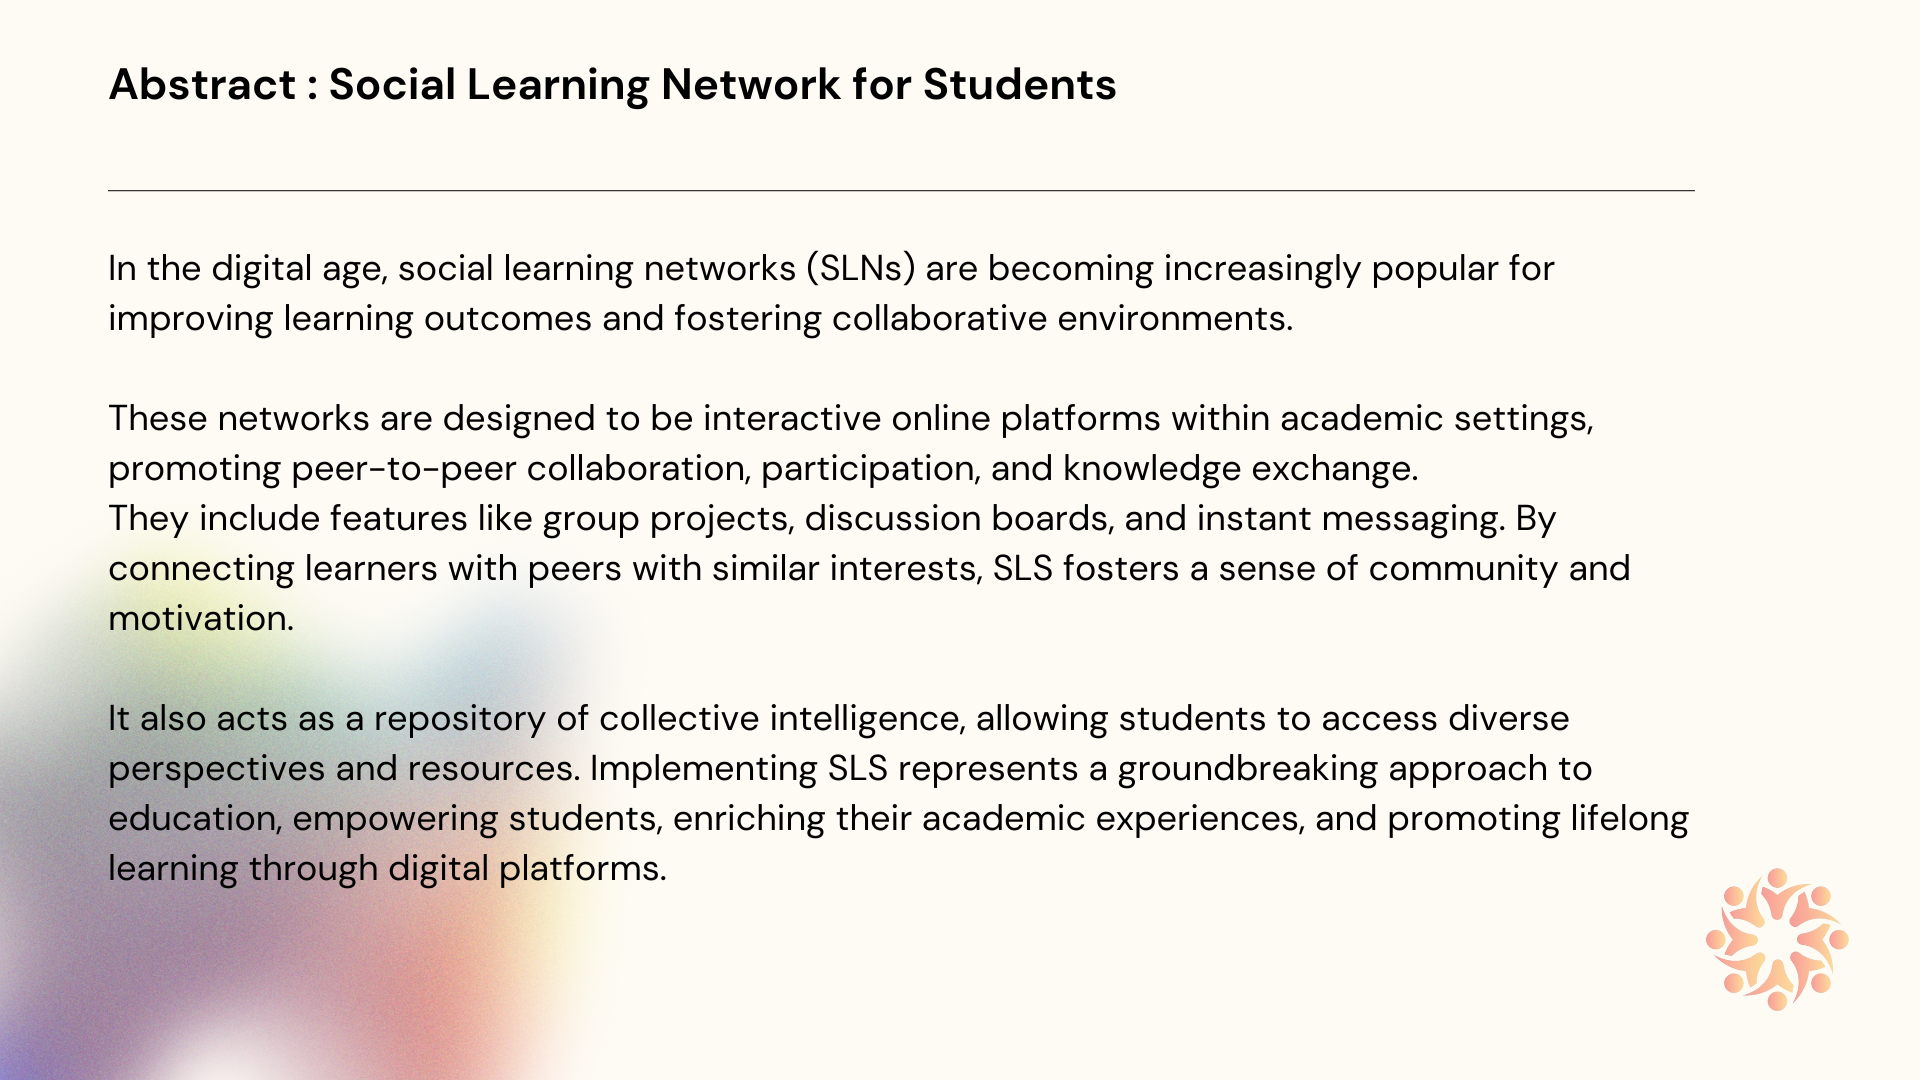 Abstract : Social Learning Network for Students
In the digital age, social learning networks (SLNs) are becoming increasingly popular for
improving learning outcomes and fostering collaborative environments.
These networks are designed to be interactive online platforms within academic settings,
promoting peer-to-peer collaboration, participation, and knowledge exchange.
They include features like group projects, discussion boards, and instant messaging. By
connecting learners with peers with similar interests, SLS fosters a sense of community and
motivation.
It also acts as a repository of collective intelligence, allowing students to access diverse
perspectives and resources. Implementing SLS represents a groundbreaking approach to
education, empowering students, enriching their academic experiences, and promoting lifelong
learning through digital platforms.